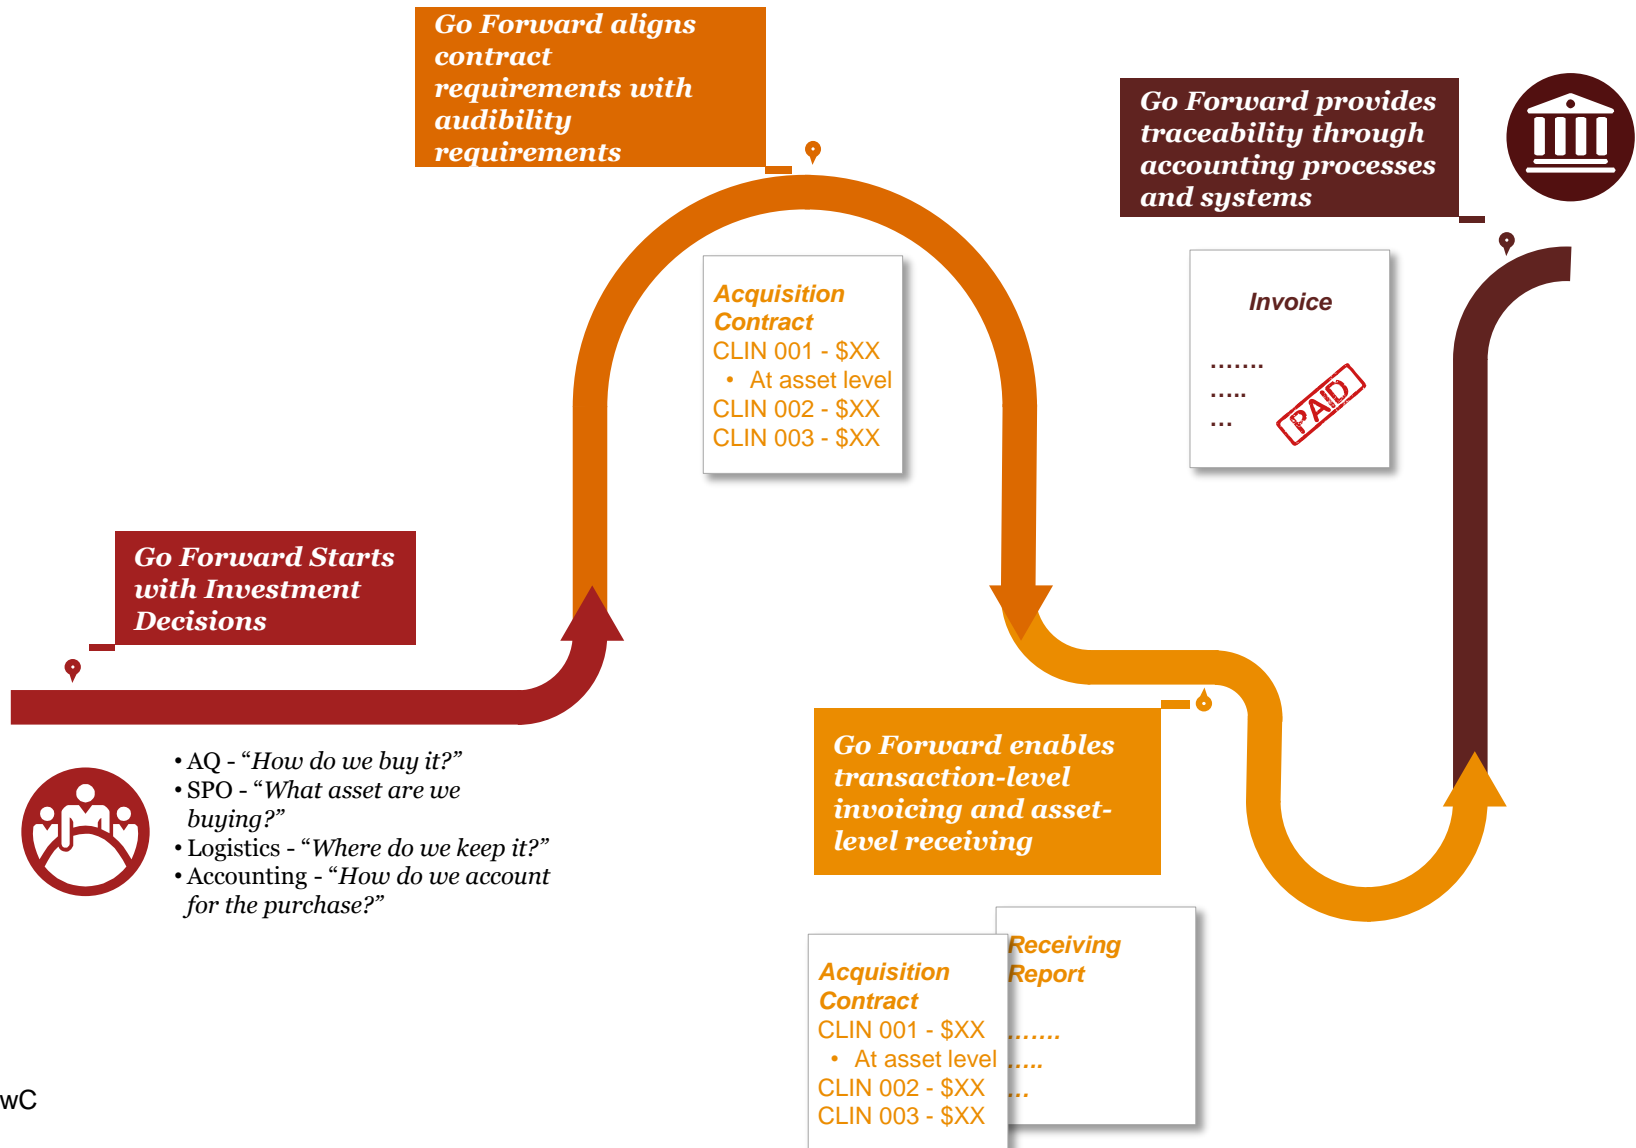 Go Forward aligns
contract
requirements with
audibility
requirements
Go Forward provides
traceability through
accounting processes
and systems
Acquisition
Contract
CLIN 001 - $XX
• At asset level
CLIN 002 - $XX
CLIN 003 - $XX
Invoice
.......
.....
...
PAID
Go Forward Starts
with Investment
Decisions
• AQ - “How do we buy it?”
• SPO - “What asset are we
buying?”
• Logistics - “Where do we keep it?”
• Accounting - “How do we account
for the purchase?”
Go Forward enables
transaction-level
invoicing and asset-
level receiving
Acquisition
Contract
CLIN 001 - $XX
• At asset level
CLIN 002 - $XX
CLIN 003 - $XX
Receiving
Report
.......
.....
...
wC